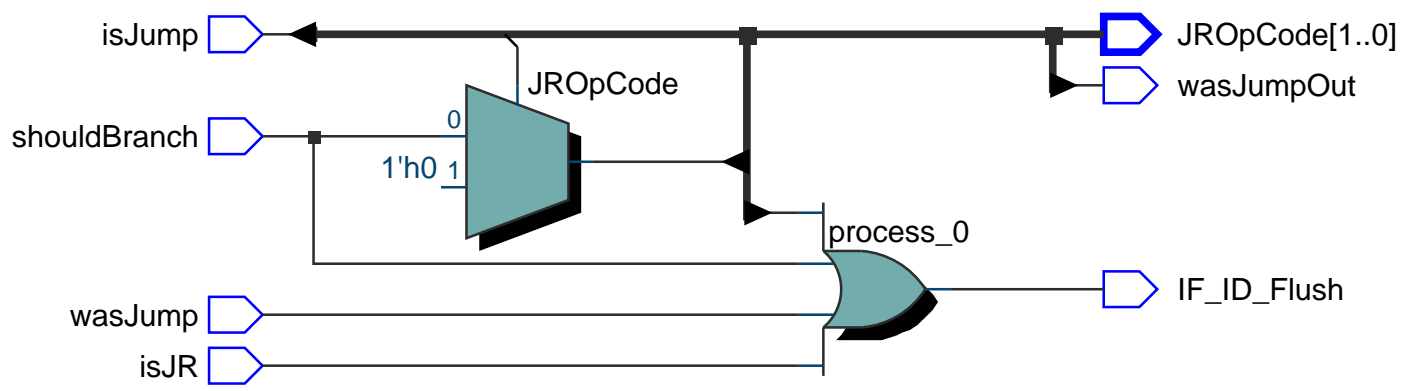 isJump
JROpCode[1..0]
JROpCode
wasJumpOut
0
shouldBranch
1'h0 1
process_0
IF_ID_Flush
wasJump
isJR